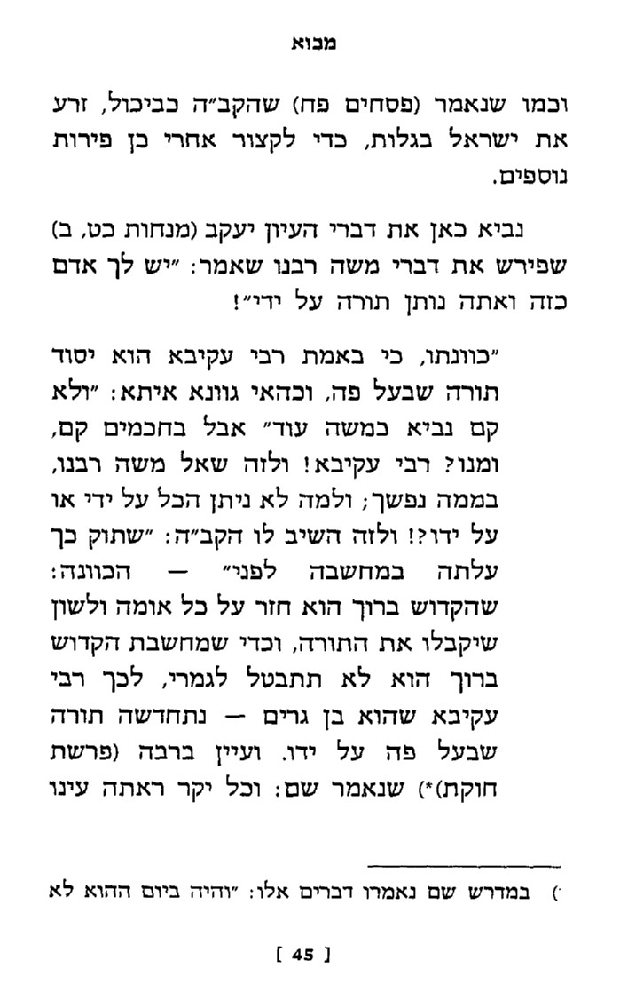 מבוא
וכמו שנאמר (פסחים פח) שהקב״ה כביכול, זרע
את ישראל בגלות, כדי לקצור אחרי כן פירות
נוספים.
נביא כאן את דברי העיון יעקב (מנחות כט, ב)
שפירש את דברי משה רבנו שאמר: ״יש לך אדם
כזה ואתה נותן תורה על ידי״!
״כוונתו, כי באמת רבי עקיבא הוא יסוד
תורה שבעל פה, וכהאי גוונא איתא: ״ולא
קם נביא כמשה עוד״ אבל בחכמים קם,
ומנו? רבי עקיבא! ולזה שאל משה רבנו,
בממה נפשך; ולמה לא ניתן הכל על ידי או
על ידו?! ולזה השיב לו הקב״ה: ״שתוק כך
עלתה במחשבה לפני״ — הכוונה:
שהקדוש ברוך הוא חזר על כל אומה ולשון
שיקבלו את התורה, וכדי שמחשבת הקדוש
ברוך הוא לא תתבטל לגמרי, לכך רבי
עקיבא שהוא בן גרים — נתחדשה תורה
שבעל פה על ידו. ועיין ברבה (פרשת
חוקת)*) שנאמר שם: וכל יקר ראתה עינו
*) במדרש שם נאמרו דברים אלו: ״והיה ביום ההוא לא
[ 45 ]